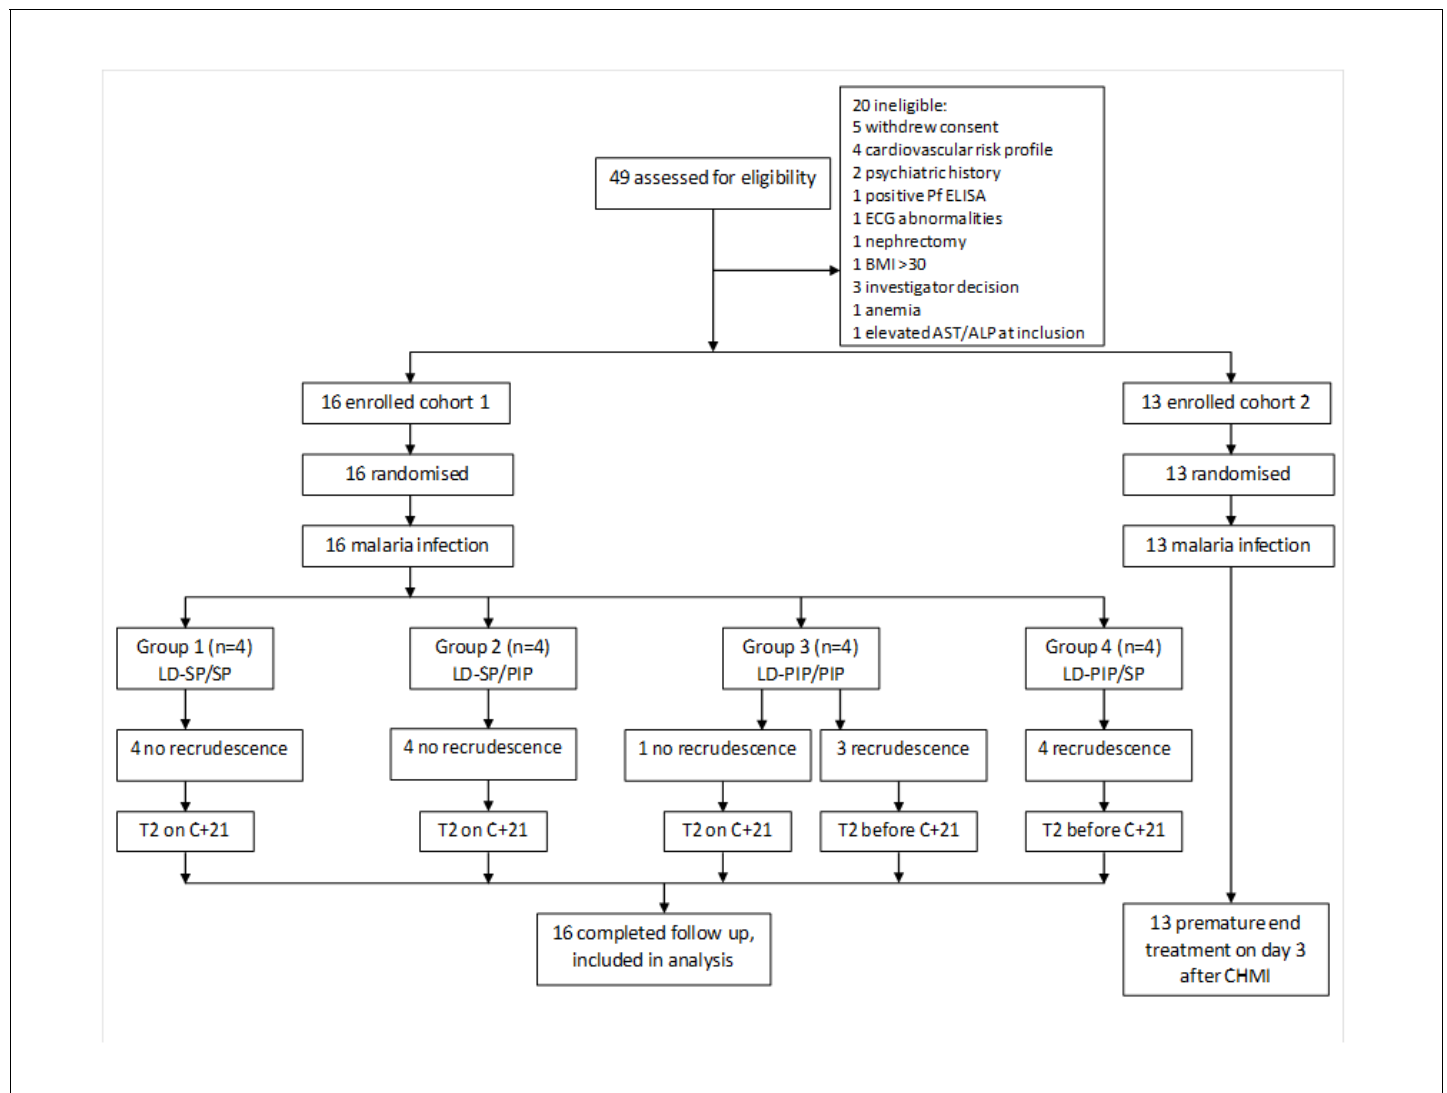 49 assessed for eligibility
20 ineligible:
5 withdrew consent
4 cardiovascular risk profile
2 psychiatric history
1 positive Pf ELISA
1 ECG abnormalities
1 nephrectomy
1 BMI >30
3 investigator decision
1 anemia
1 elevated AST/ALP at inclusion
16 enrolled cohort 1
13 enrolled cohort 2
16 randomised
13 randomised
16 malaria infection
13 malaria infection
Group 1 (n=4)
LD-SP/SP
Group 2 (n=4)
LD-SP/PIP
Group 3 (n=4)
LD-PIP/PIP
Group 4 (n=4)
LD-PIP/SP
4 no recrudescence
4 no recrudescence
1 no recrudescence
3 recrudescence
4 recrudescence
T2 on C+21
T2 on C+21
T2 on C+21
T2 before C+21
T2 before C+21
16 completed follow up,
included in analysis
13 premature end
treatment on day 3
after CHMI